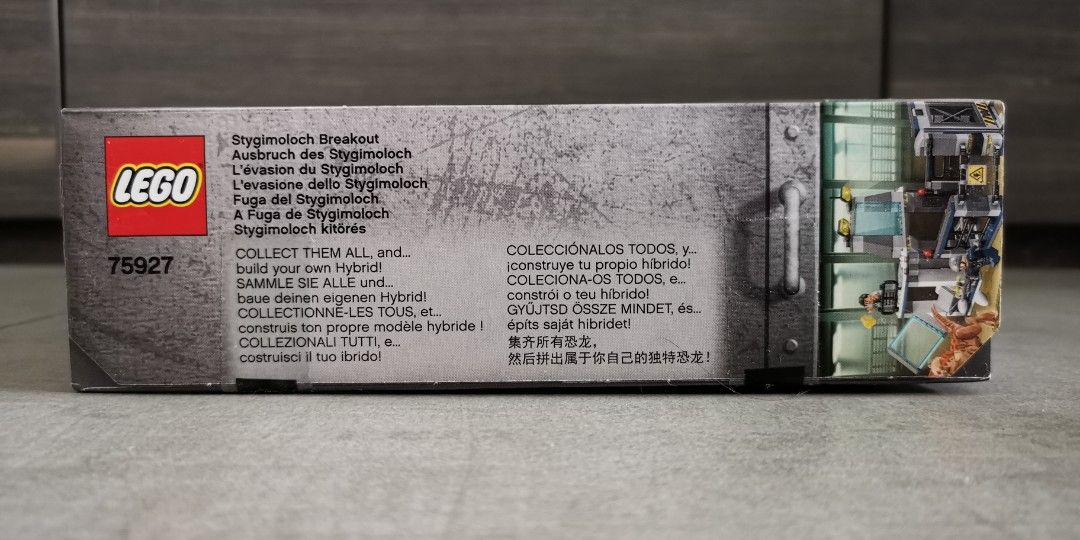 LEGO
75927
Stygimoloch Breakout
Ausbruch des Stygimoloch
L'évasion du Stygimoloch
L'evasione dello Stygimoloch
Fuga del Stygimoloch
A Fuga de Stygimoloch
Stygimoloch kitörés
COLLECT THEM ALL, and...
build your own Hybrid!
SAMMLE SIE ALLE und...
baue deinen eigenen Hybrid!
COLLECTIONNE-LES TOUS, et...
construis ton propre modèle hybride !
COLLEZIONALI TUTTI, e...
costruisci il tuo ibrido!
COLECCIÓNALOS TODOS, y...
¡construye tu propio híbrido!
COLECIONA-OS TODOS, e...
constrói o teu híbrido!
GYŰJTSD ÖSSZE MINDET, és...
építs saját hibridet!
集齐所有恐龙，
然后拼出属于你自己的独特恐龙！